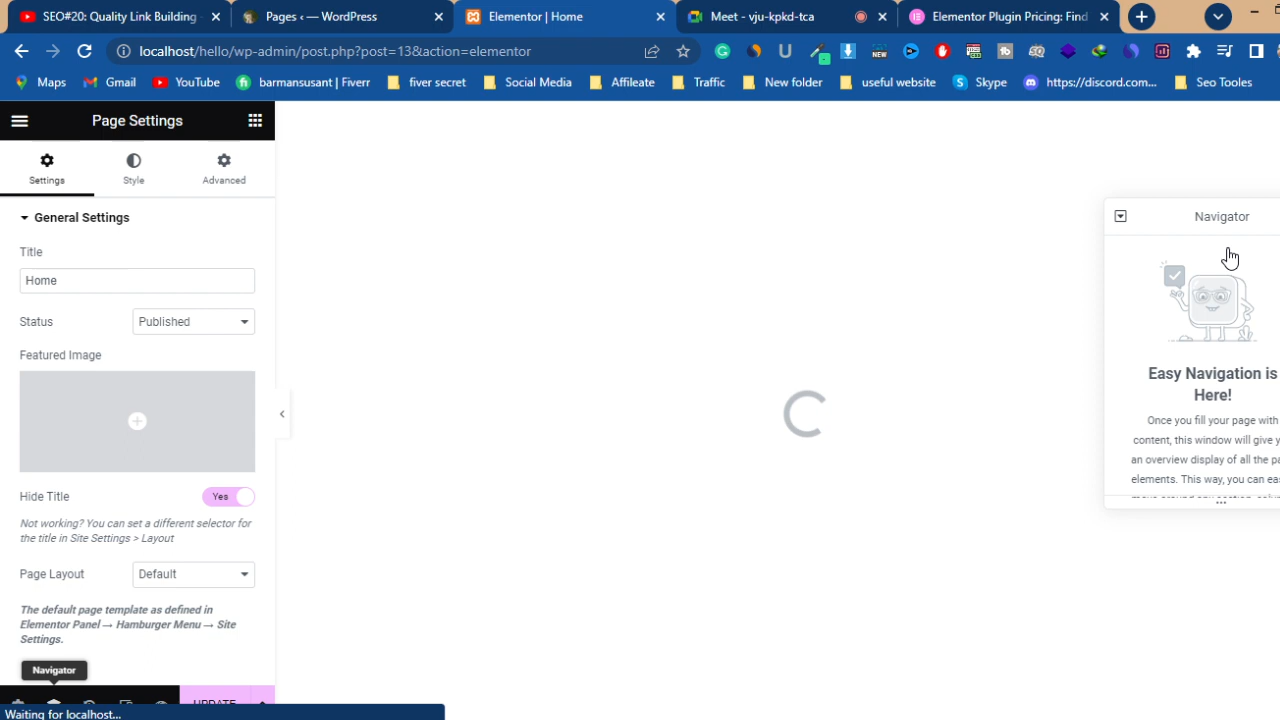 SEO#20: Quality Link Building
Pages ‹ — WordPress
Elementor | Home
Meet - vju-kpkd-tca
Elementor Plugin Pricing: Find
localhost/hello/wp-admin/post.php?post=13&action=elementor
NEW
Maps
Gmail
YouTube
barmansusant | Fiverr
fiver secret
Social Media
Affileate
Traffic
New folder
useful website
Skype
https://discord.com...
Seo Tooles
Page Settings
Settings
Style
Advanced
General Settings
Title
Home
Status
Published
Featured Image
Hide Title
Yes
Not working? You can set a different selector for
the title in Site Settings > Layout
Page Layout
Default
The default page template as defined in
Elementor Panel → Hamburger Menu → Site
Settings.
Navigator
UPDATE
Waiting for localhost...
Navigator
Easy Navigation is
Here!
Once you fill your page with
content, this window will give
an overview display of all the
elements. This way, you can